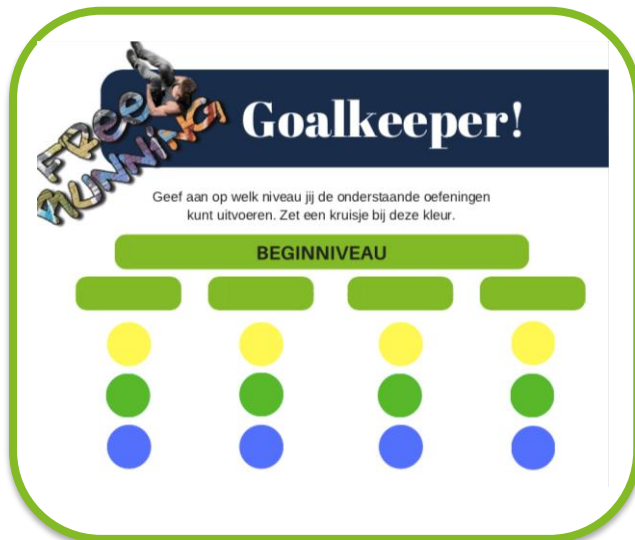 FREE
RUNNING
Goalkeeper!
Geef aan op welk niveau jij de onderstaande oefeningen
kunt uitvoeren. Zet een kruisje bij deze kleur.
BEGINNIVEAU